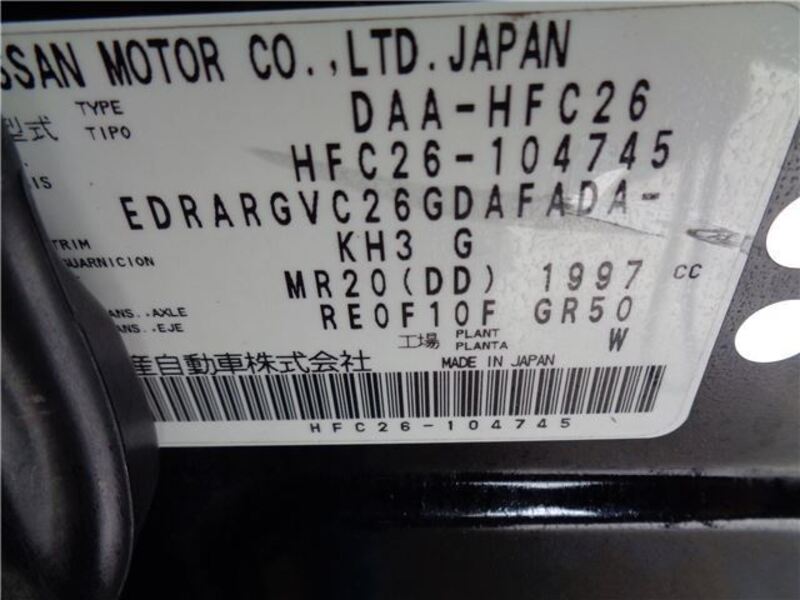 SSAN MOTOR CO.,LTD.JAPAN
TYPE DAA-HFC26
型式 TIPO
HFC26-104745
IS
EDRARGVC26GDAFADA-
TRIM KH3 G
GUARNICION
MR20(DD) 1997 CC
ANS..AXLE RE0F10F GR50
ANS..EJE
工場 PLANT PLANTA W
産自動車株式会社 MADE IN JAPAN
HFC26-104745